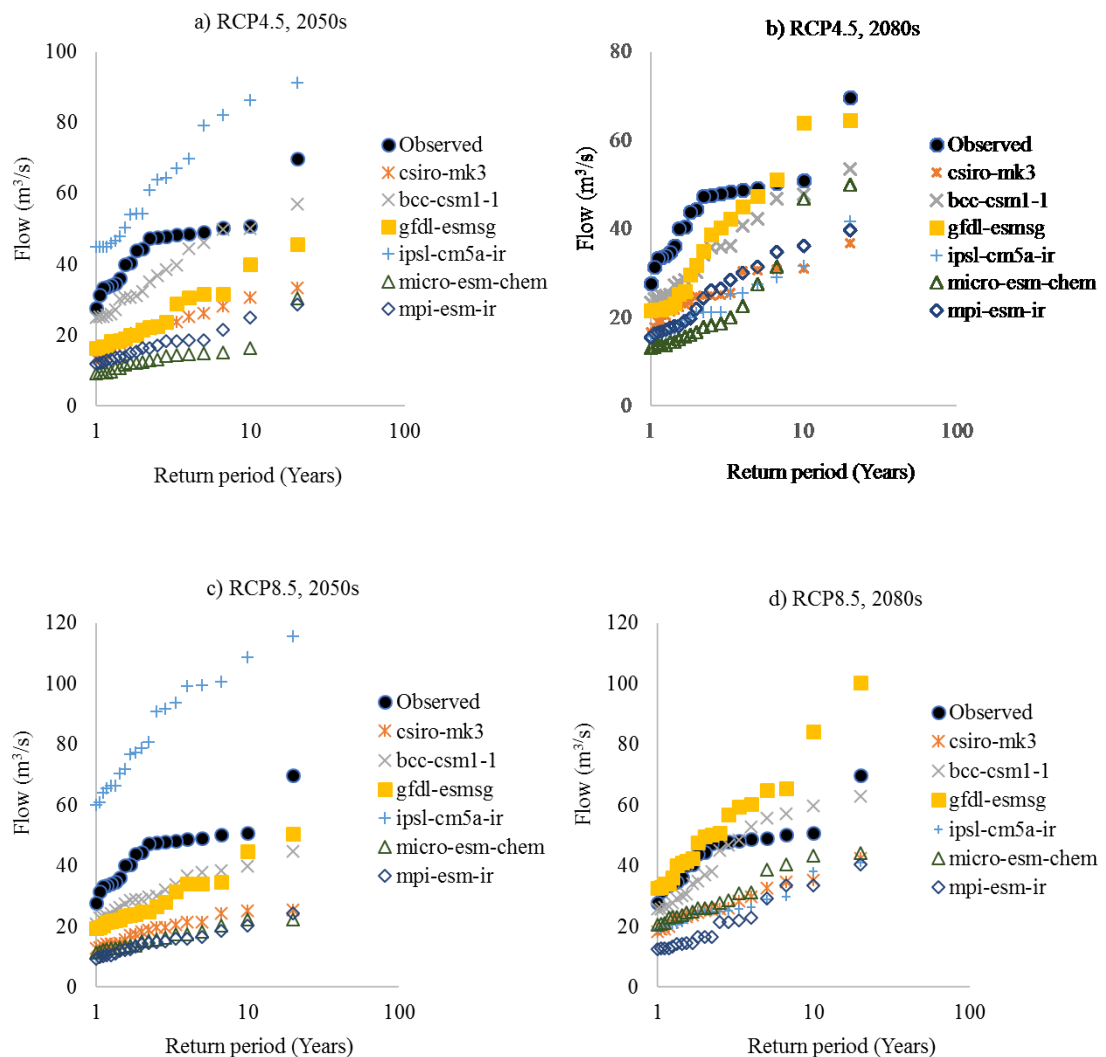 a) RCP4.5, 2050s
100
80
60
40
20
0
1
10
100
Flow (m³/s)
Return period (Years)
Observed
csiro-mk3
bcc-csm1-1
gfdl-esmsg
ipsl-cm5a-ir
micro-esm-chem
mpi-esm-ir
b) RCP4.5, 2080s
80
60
40
20
0
1
10
100
Flow (m³/s)
Return period (Years)
Observed
csiro-mk3
bcc-csm1-1
gfdl-esmsg
ipsl-cm5a-ir
micro-esm-chem
mpi-esm-ir
c) RCP8.5, 2050s
120
100
80
60
40
20
0
1
10
100
Flow (m³/s)
Return period (Years)
Observed
csiro-mk3
bcc-csm1-1
gfdl-esmsg
ipsl-cm5a-ir
micro-esm-chem
mpi-esm-ir
d) RCP8.5, 2080s
120
100
80
60
40
20
0
1
10
100
Flow (m³/s)
Return period (Years)
Observed
csiro-mk3
bcc-csm1-1
gfdl-esmsg
ipsl-cm5a-ir
micro-esm-chem
mpi-esm-ir